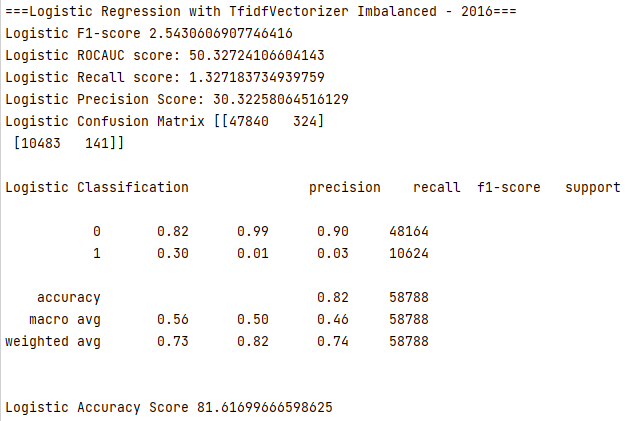 ===Logistic Regression with TfidfVectorizer Imbalanced - 2016===
Logistic F1-score 2.5430606907746416
Logistic ROCAUC score: 50.32724106604143
Logistic Recall score: 1.327183734939759
Logistic Precision Score: 30.32258064516129
Logistic Confusion Matrix [[47840   324]
 [10483   141]]
Logistic Classification               precision    recall  f1-score   support
           0       0.82      0.99      0.90     48164
           1       0.30      0.01      0.03     10624
    accuracy                           0.82     58788
   macro avg       0.56      0.50      0.46     58788
weighted avg       0.73      0.82      0.74     58788
Logistic Accuracy Score 81.61699666598625